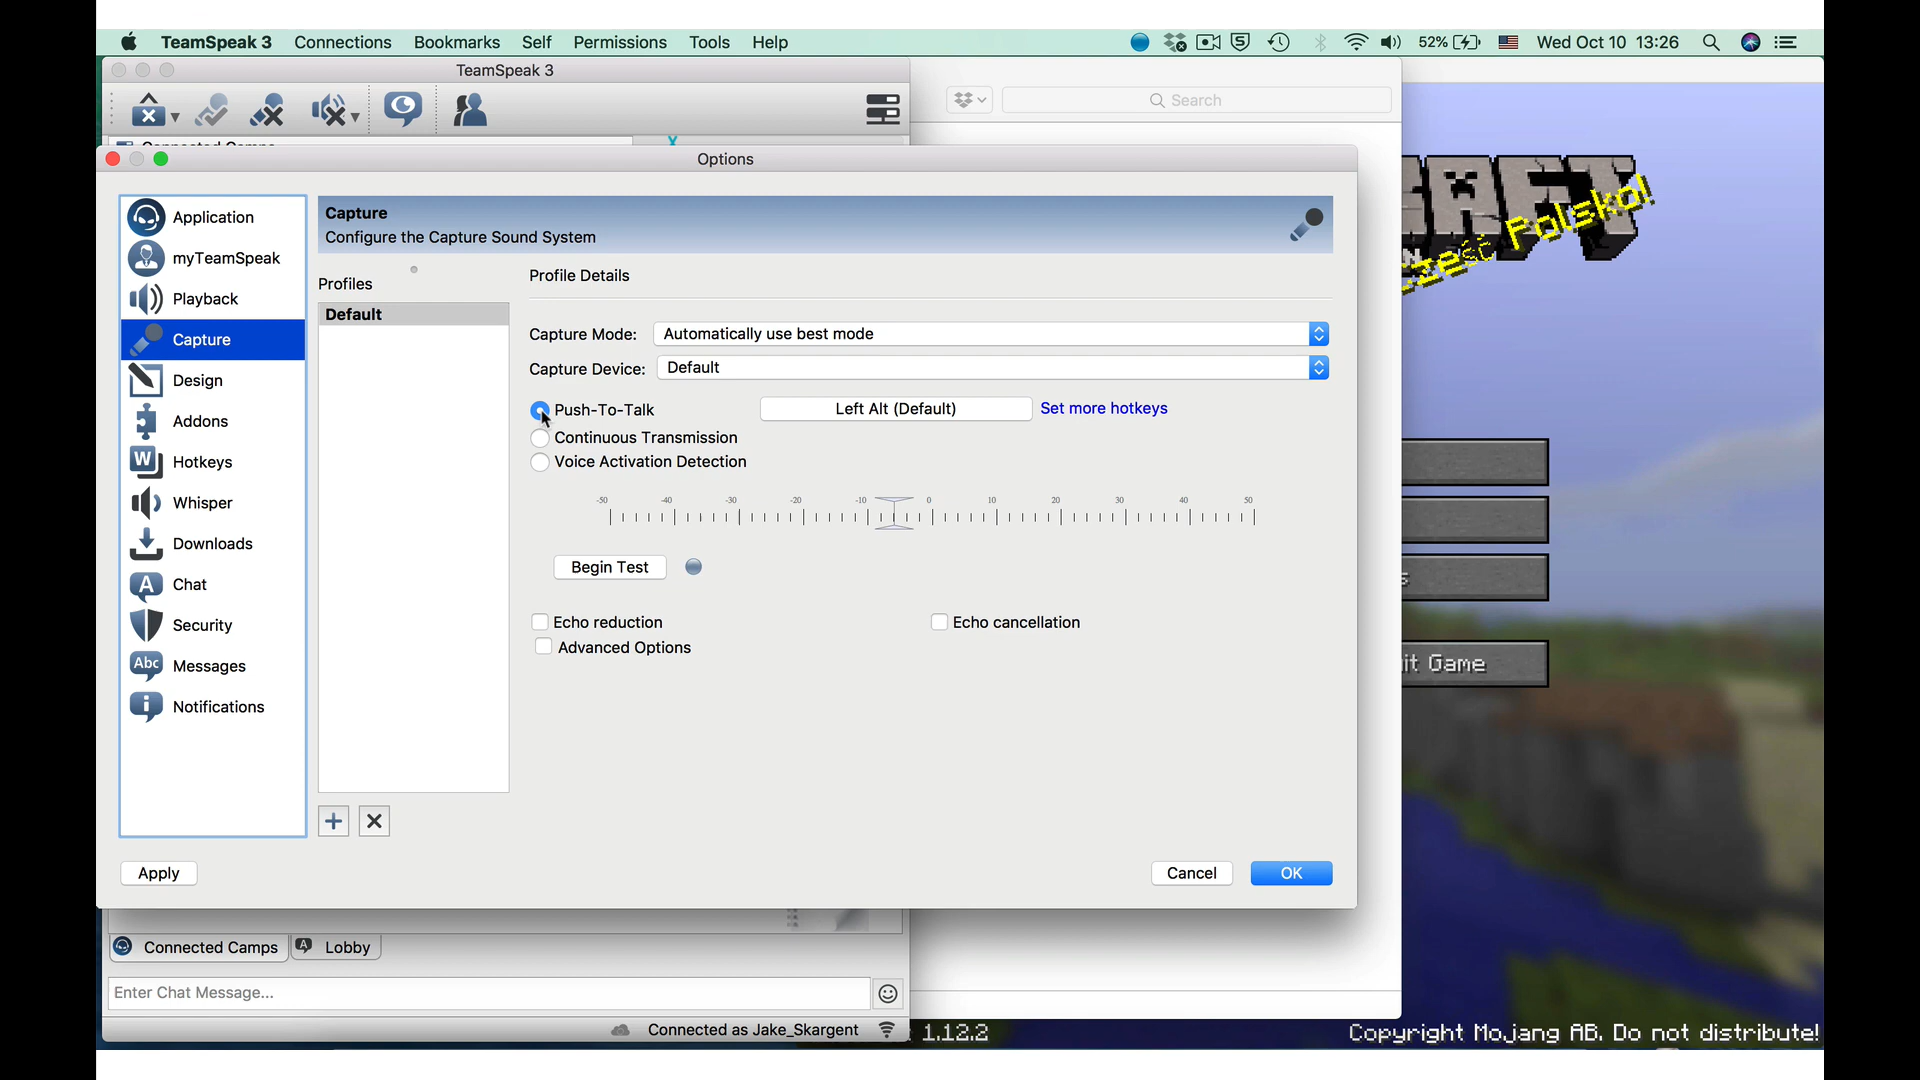 TeamSpeak 3 Connections Bookmarks Self Permissions Tools Help 52% Wed Oct 10 13:26
TeamSpeak 3
Search
Options
Application
myTeamSpeak
Playback
Capture
Design
Addons
Hotkeys
Whisper
Downloads
Chat
Security
Messages
Notifications
Capture
Configure the Capture Sound System
Profiles
Default
Profile Details
Capture Mode: Automatically use best mode
Capture Device: Default
Push-To-Talk Left Alt (Default) Set more hotkeys
Continuous Transmission
Voice Activation Detection
-50 -40 -30 -20 -10 0 10 20 30 40 50
Begin Test
Echo reduction Echo cancellation
Advanced Options
Apply Cancel OK
Polsko!
it Game
Connected Camps Lobby
Enter Chat Message...
Connected as Jake_Skargent
1.12.2
Copyright Mojang AB. Do not distribute!